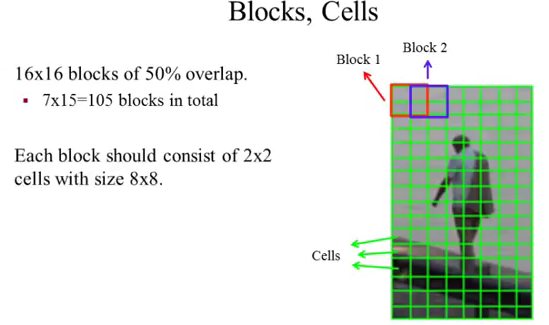 Blocks, Cells
Block 1
Block 2
16x16 blocks of 50% overlap.
▪ 7x15=105 blocks in total
Each block should consist of 2x2
cells with size 8x8.
Cells